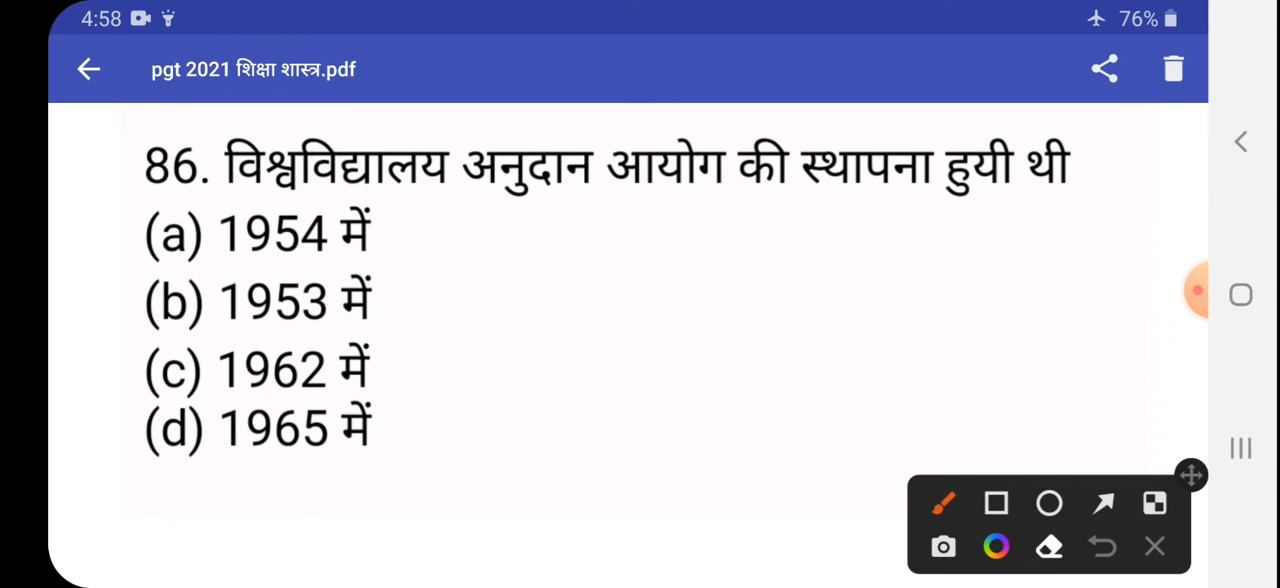 4:58
76%
pgt 2021 शिक्षा शास्त्र.pdf
86. विश्वविद्यालय अनुदान आयोग की स्थापना हुयी थी
(a) 1954 में
(b) 1953 में
(c) 1962 में
(d) 1965 में